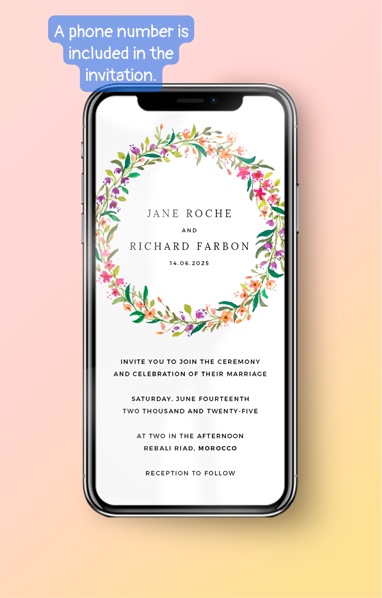 A phone number is
included in the
invitation.
JANE ROCHE
AND
RICHARD FARBON
14.06.2025
INVITE YOU TO JOIN THE CEREMONY
AND CELEBRATION OF THEIR MARRIAGE
SATURDAY, JUNE FOURTEENTH
TWO THOUSAND AND TWENTY-FIVE
AT TWO IN THE AFTERNOON
REBALI RIAD, MOROCCO
RECEPTION TO FOLLOW